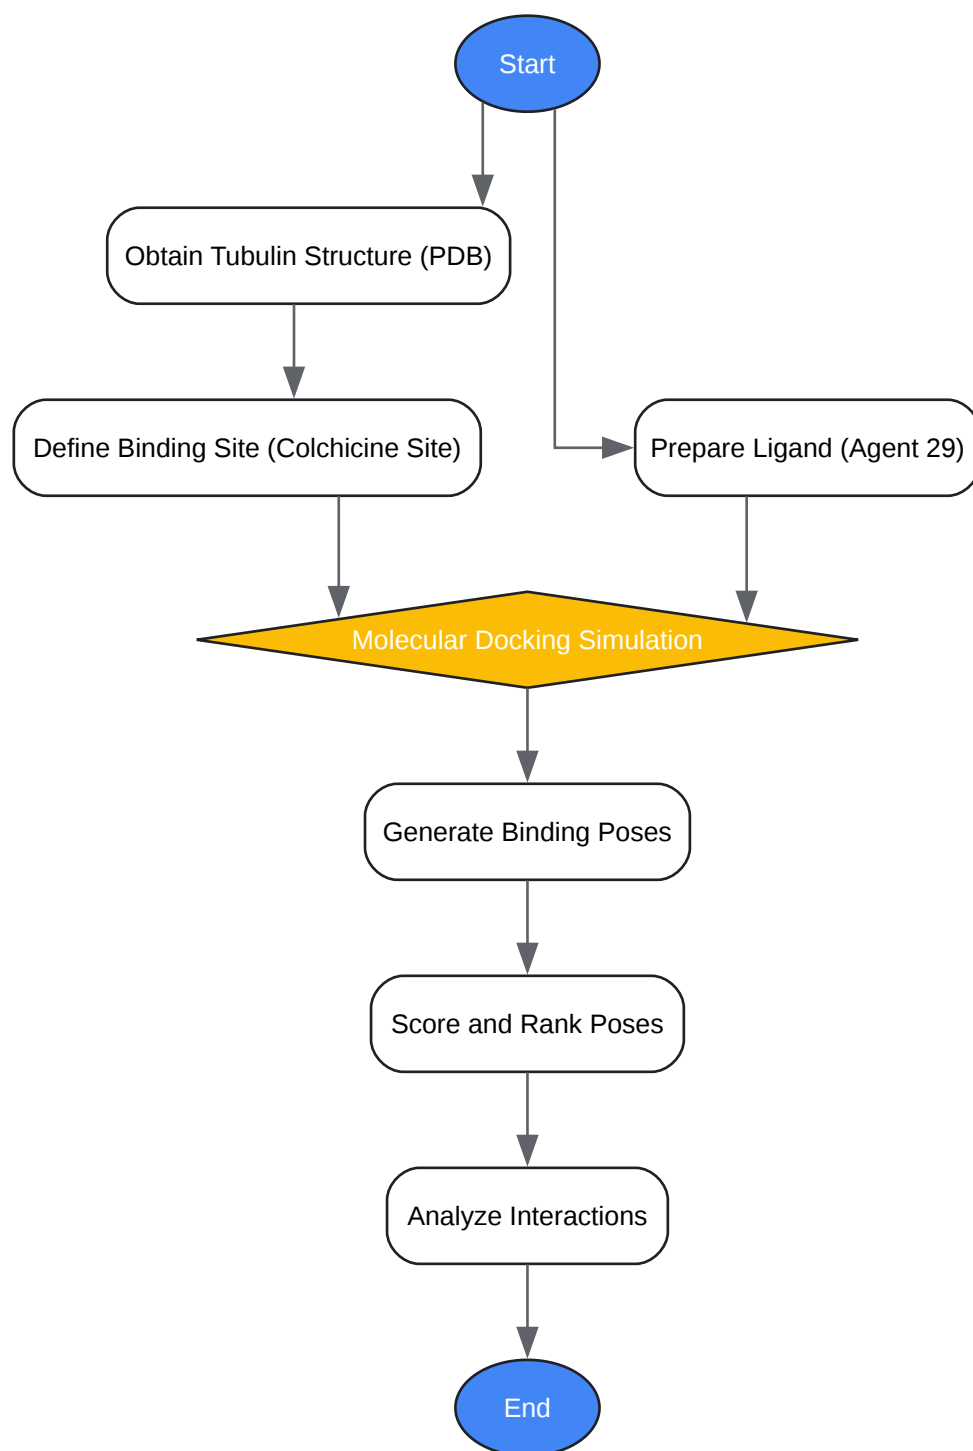 Start
Obtain Tubulin Structure (PDB)
Define Binding Site (Colchicine Site)
Prepare Ligand (Agent 29)
Molecular Docking Simulation
Generate Binding Poses
Score and Rank Poses
Analyze Interactions
End